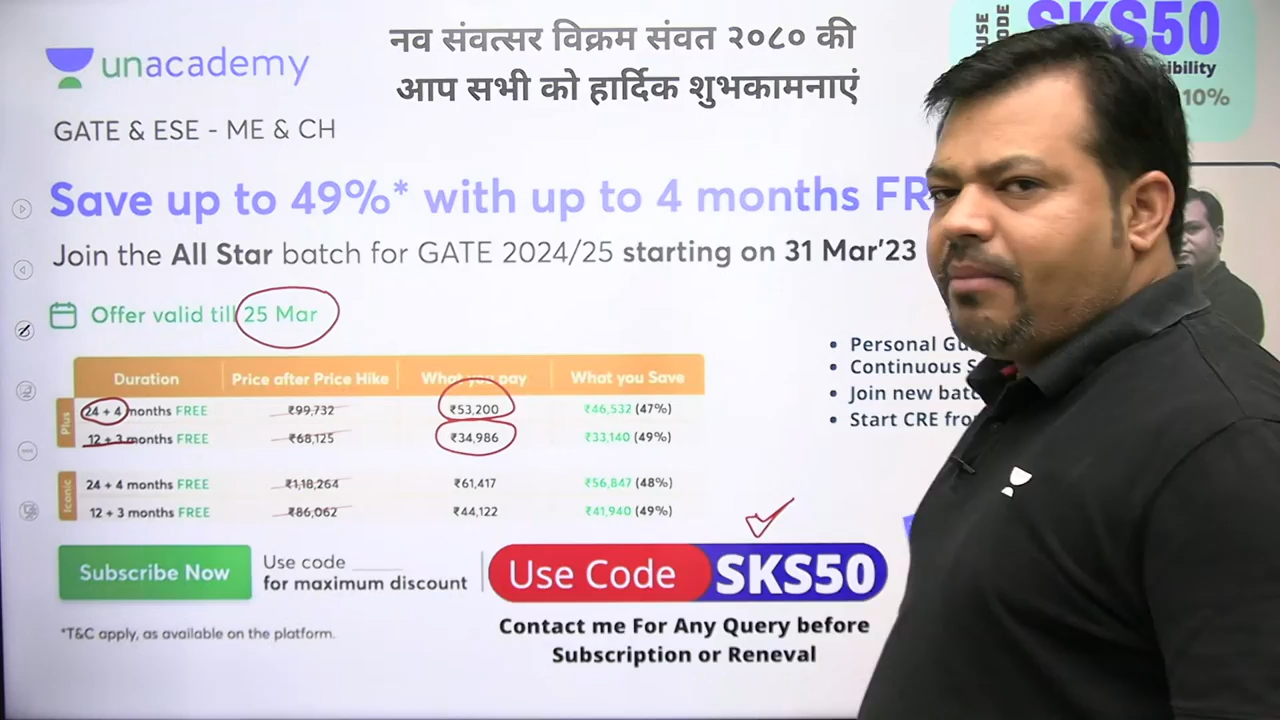 नव संवत्सर विक्रम संवत २०८० की
आप सभी को हार्दिक शुभकामनाएं
unacademy
USE CODE SKS50
10%
GATE & ESE - ME & CH
Save up to 49%* with up to 4 months
Join the All Star batch for GATE 2024/25 starting on 31 Mar'23
Offer valid till 25 Mar
Duration Price after Price Hike What you pay What you Save
Plus
24 + 4 months FREE ₹99,732 ₹53,200 ₹46,532 (47%)
12 + 3 months FREE ₹68,125 ₹34,986 ₹33,140 (49%)
Iconic
24 + 4 months FREE ₹1,18,264 ₹61,417 ₹56,847 (48%)
12 + 3 months FREE ₹86,062 ₹44,122 ₹41,940 (49%)
• Personal
• Continuous
• Join new
• Start CRE
Subscribe Now
Use code ______
for maximum discount
Use Code SKS50
*T&C apply, as available on the platform.
Contact me For Any Query before
Subscription or Reneval